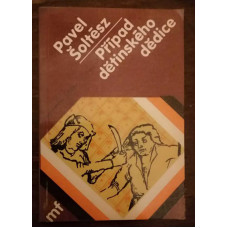 Pavel
Šoltész
Případ
dětinského
dědice
mf